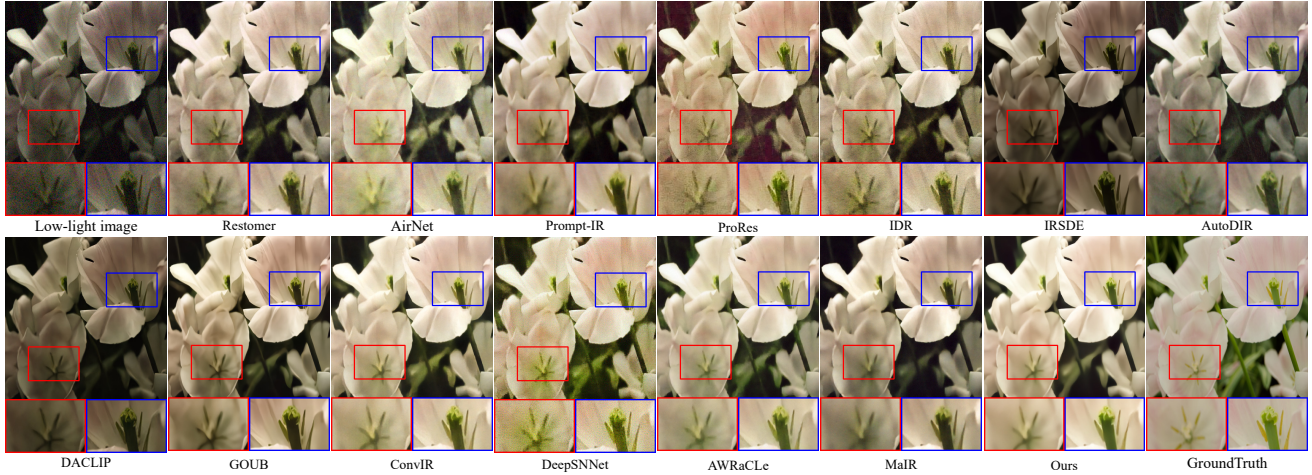 Low-light image Restomer AirNet Prompt-IR ProRes IDR IRSDE AutoDIR
DACLIP GOUB ConvIR DeepSNNet AWRaCLe MaIR Ours GroundTruth